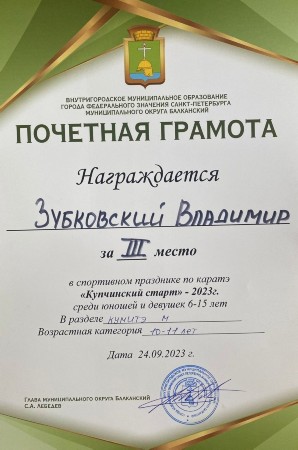 ВНУТРИГОРОДСКОЕ МУНИЦИПАЛЬНОЕ ОБРАЗОВАНИЕ
ГОРОДА ФЕДЕРАЛЬНОГО ЗНАЧЕНИЯ САНКТ-ПЕТЕРБУРГА
МУНИЦИПАЛЬНОГО ОКРУГА БАЛКАНСКИЙ
ПОЧЕТНАЯ ГРАМОТА
Награждается
ЗУБКОВСКИЙ ВЛАДИМИР
за III место
в спортивном празднике по каратэ
«Купчинский старт» - 2023г.
среди юношей и девушек 6-15 лет
В разделе КУМИТЭ М
Возрастная категория 10-11 ЛЕТ
Дата 24.09.2023 г.
ГЛАВА МУНИЦИПАЛЬНОГО ОКРУГА БАЛКАНСКИЙ
С.А. ЛЕБЕДЕВ